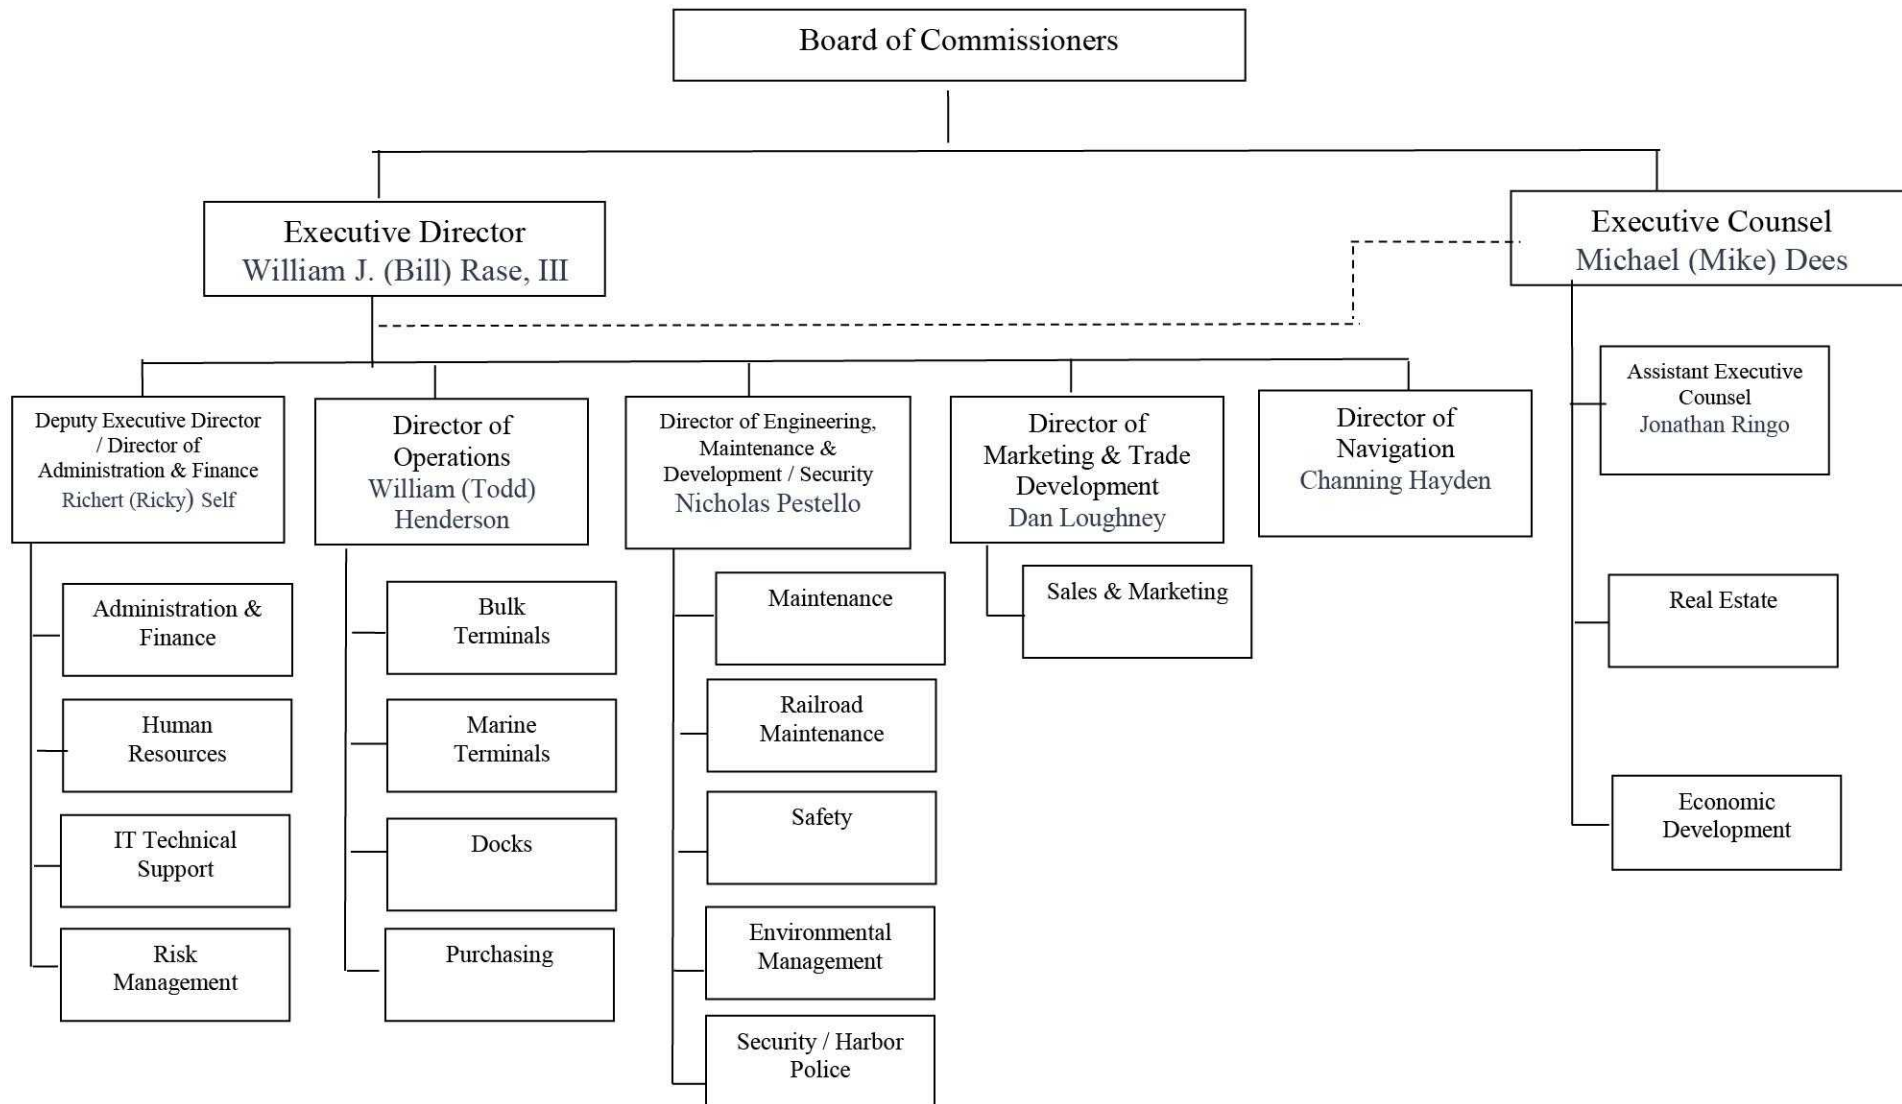 Board of Commissioners
Executive Director
William J. (Bill) Rase, III
Executive Counsel
Michael (Mike) Dees
Deputy Executive Director
/ Director of
Administration & Finance
Richert (Ricky) Self
Director of
Operations
William (Todd)
Henderson
Director of Engineering,
Maintenance &
Development / Security
Nicholas Pestello
Director of
Marketing & Trade
Development
Dan Loughney
Director of
Navigation
Channing Hayden
Assistant Executive
Counsel
Jonathan Ringo
Administration &
Finance
Human
Resources
IT Technical
Support
Risk
Management
Bulk
Terminals
Marine
Terminals
Docks
Purchasing
Maintenance
Railroad
Maintenance
Safety
Environmental
Management
Security / Harbor
Police
Sales & Marketing
Real Estate
Economic
Development